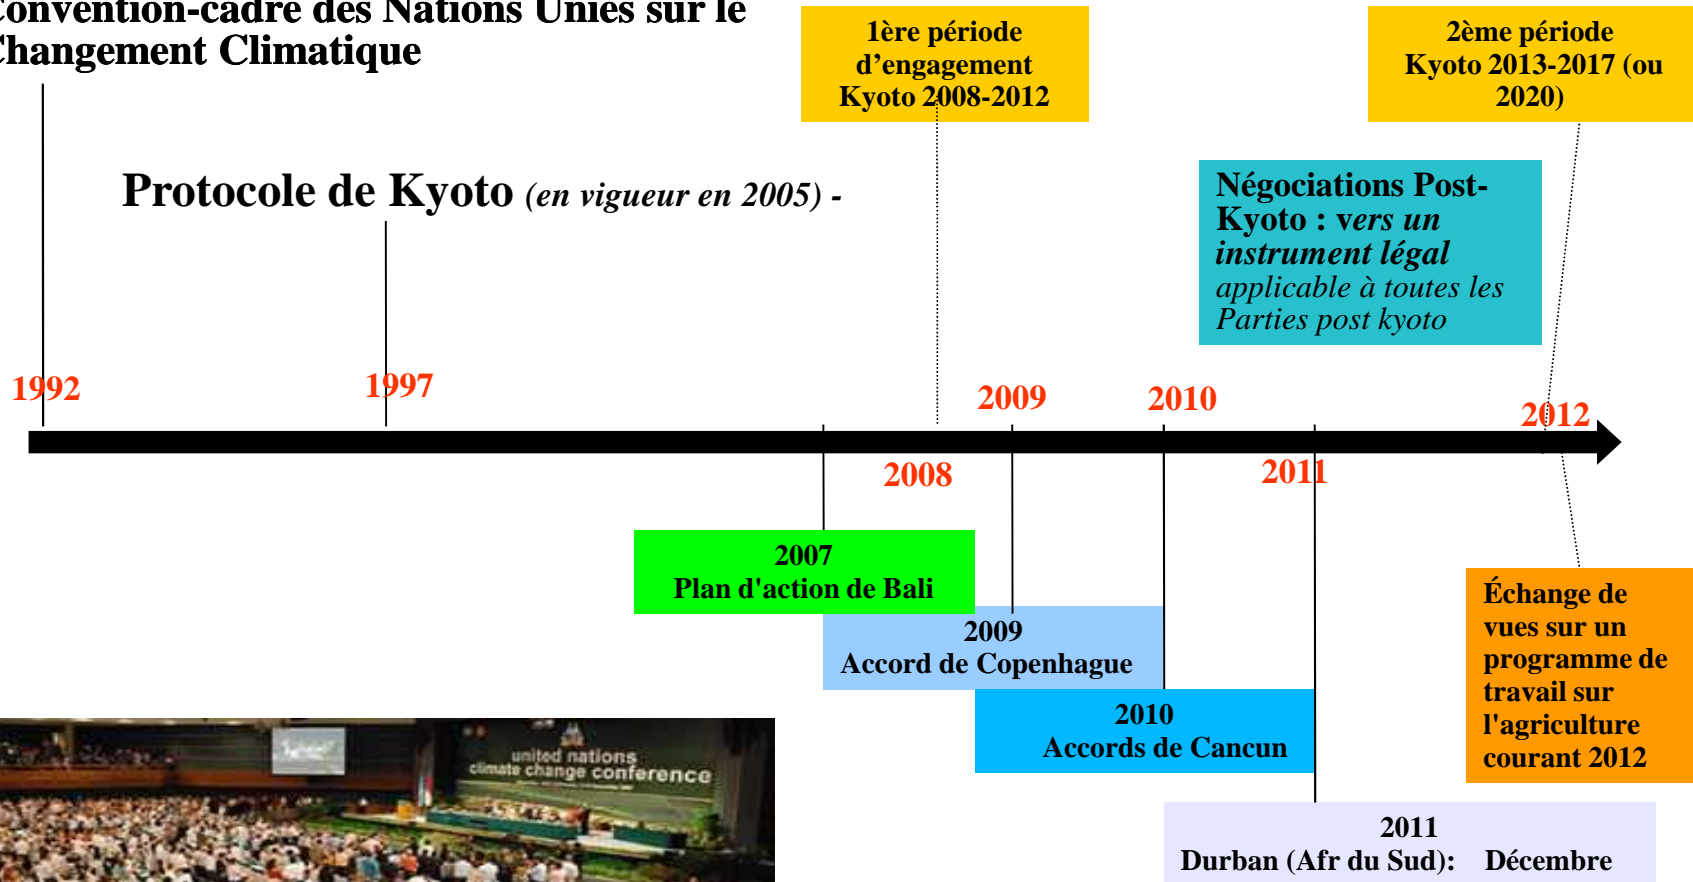 Convention-cadre des Nations Unies sur le
Changement Climatique
1ère période
d’engagement
Kyoto 2008-2012
2ème période
Kyoto 2013-2017 (ou
2020)
Protocole de Kyoto (en vigueur en 2005) -
Négociations Post-
Kyoto : vers un
instrument légal
applicable à toutes les
Parties post kyoto
1992
1997
2009
2010
2012
2008
2011
2007
Plan d'action de Bali
2009
Accord de Copenhague
2010
Accords de Cancun
Échange de
vues sur un
programme de
travail sur
l'agriculture
courant 2012
united nations
climate change conference
2011
Durban (Afr du Sud): Décembre